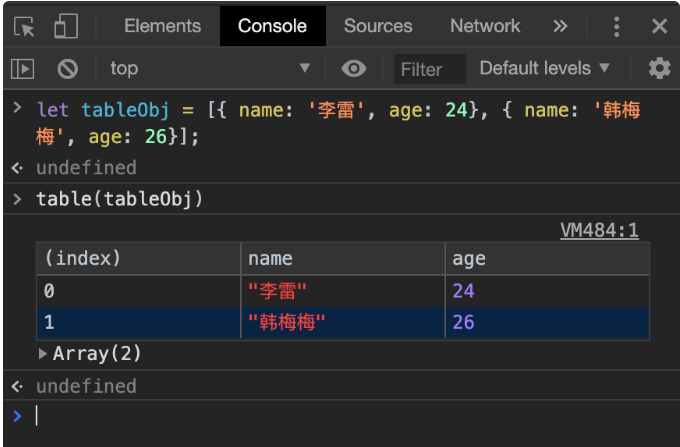 Elements Console Sources Network »
top Filter Default levels
> let tableObj = [{ name: '李雷', age: 24}, { name: '韩梅
梅', age: 26}];
undefined
> table(tableObj)
VM484:1
(index) name age
0 "李雷" 24
1 "韩梅梅" 26
Array(2)
undefined
>